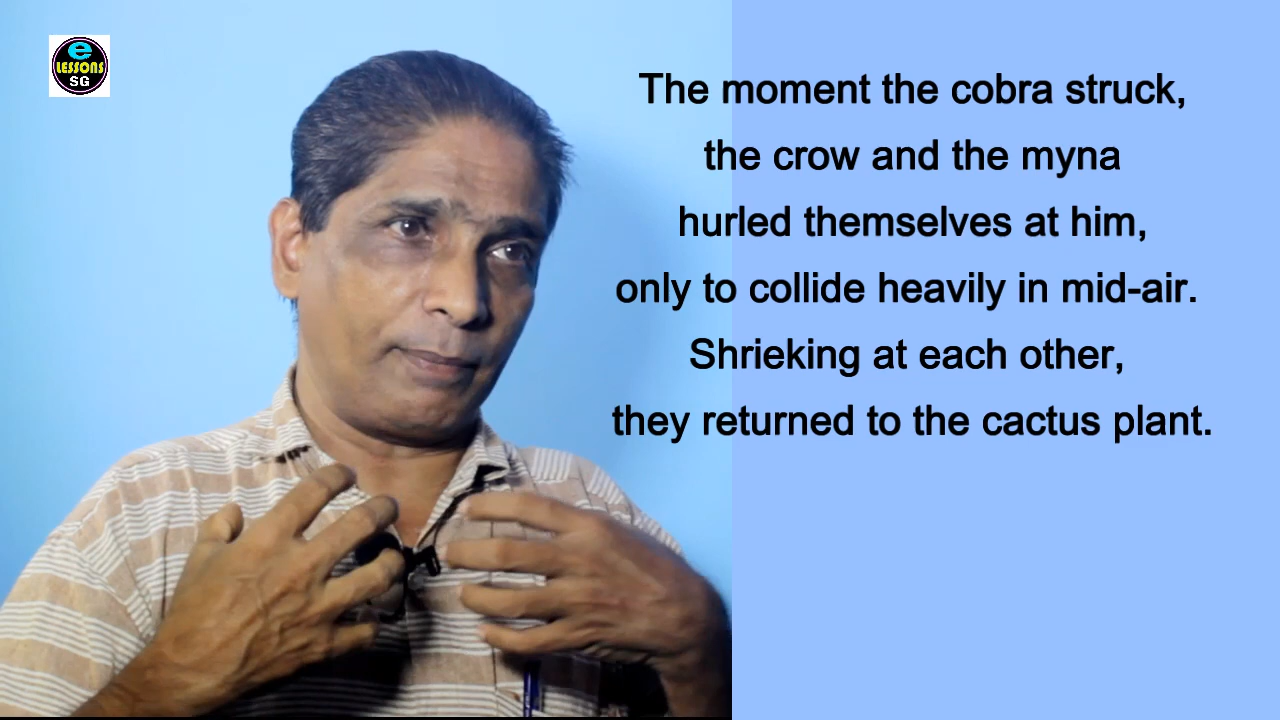 e
LESSONS
SG
The moment the cobra struck,
the crow and the myna
hurled themselves at him,
only to collide heavily in mid-air.
Shrieking at each other,
they returned to the cactus plant.